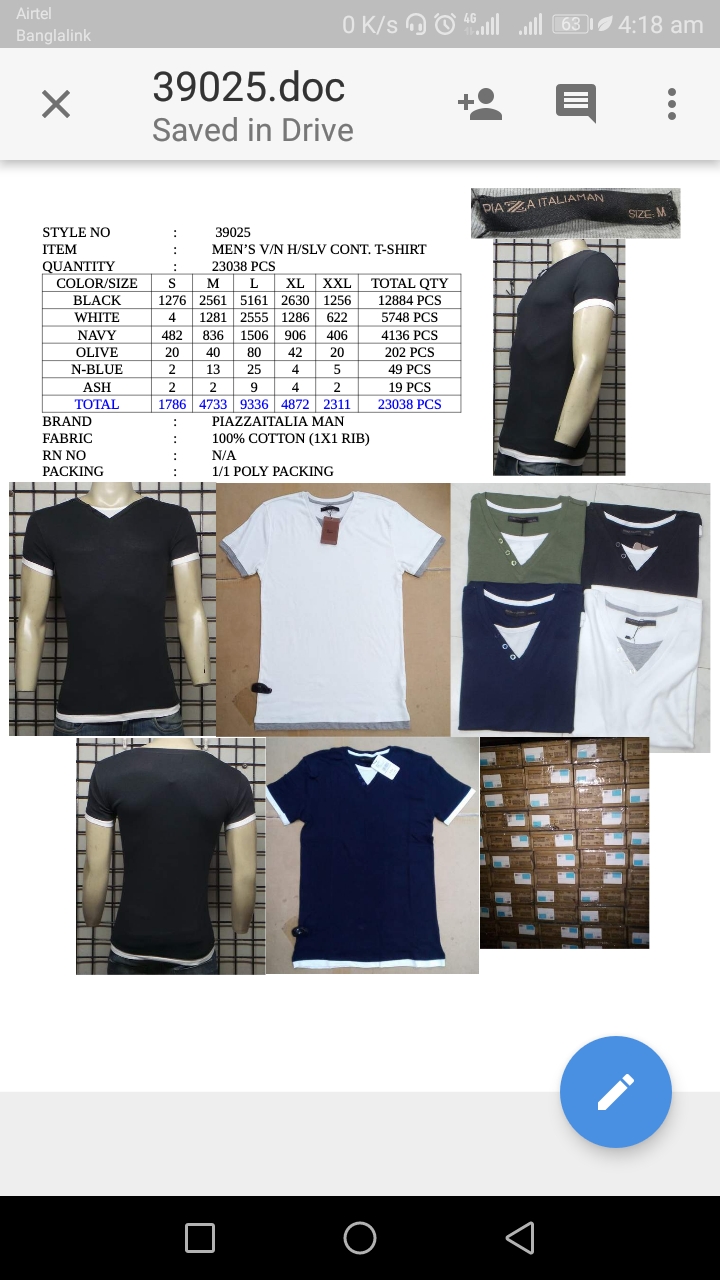 Airtel
Banglalink
0 K/s 4G 63 4:18 am
39025.doc
Saved in Drive
PIAZZA ITALIAMAN
SIZE: M
STYLE NO : 39025
ITEM : MEN’S V/N H/SLV CONT. T-SHIRT
QUANTITY : 23038 PCS
COLOR/SIZE S M L XL XXL TOTAL QTY
BLACK 1276 2561 5161 2630 1256 12884 PCS
WHITE 4 1281 2555 1286 622 5748 PCS
NAVY 482 836 1506 906 406 4136 PCS
OLIVE 20 40 80 42 20 202 PCS
N-BLUE 2 13 25 4 5 49 PCS
ASH 2 2 9 4 2 19 PCS
TOTAL 1786 4733 9336 4872 2311 23038 PCS
BRAND : PIAZZAITALIA MAN
FABRIC : 100% COTTON (1X1 RIB)
RN NO : N/A
PACKING : 1/1 POLY PACKING